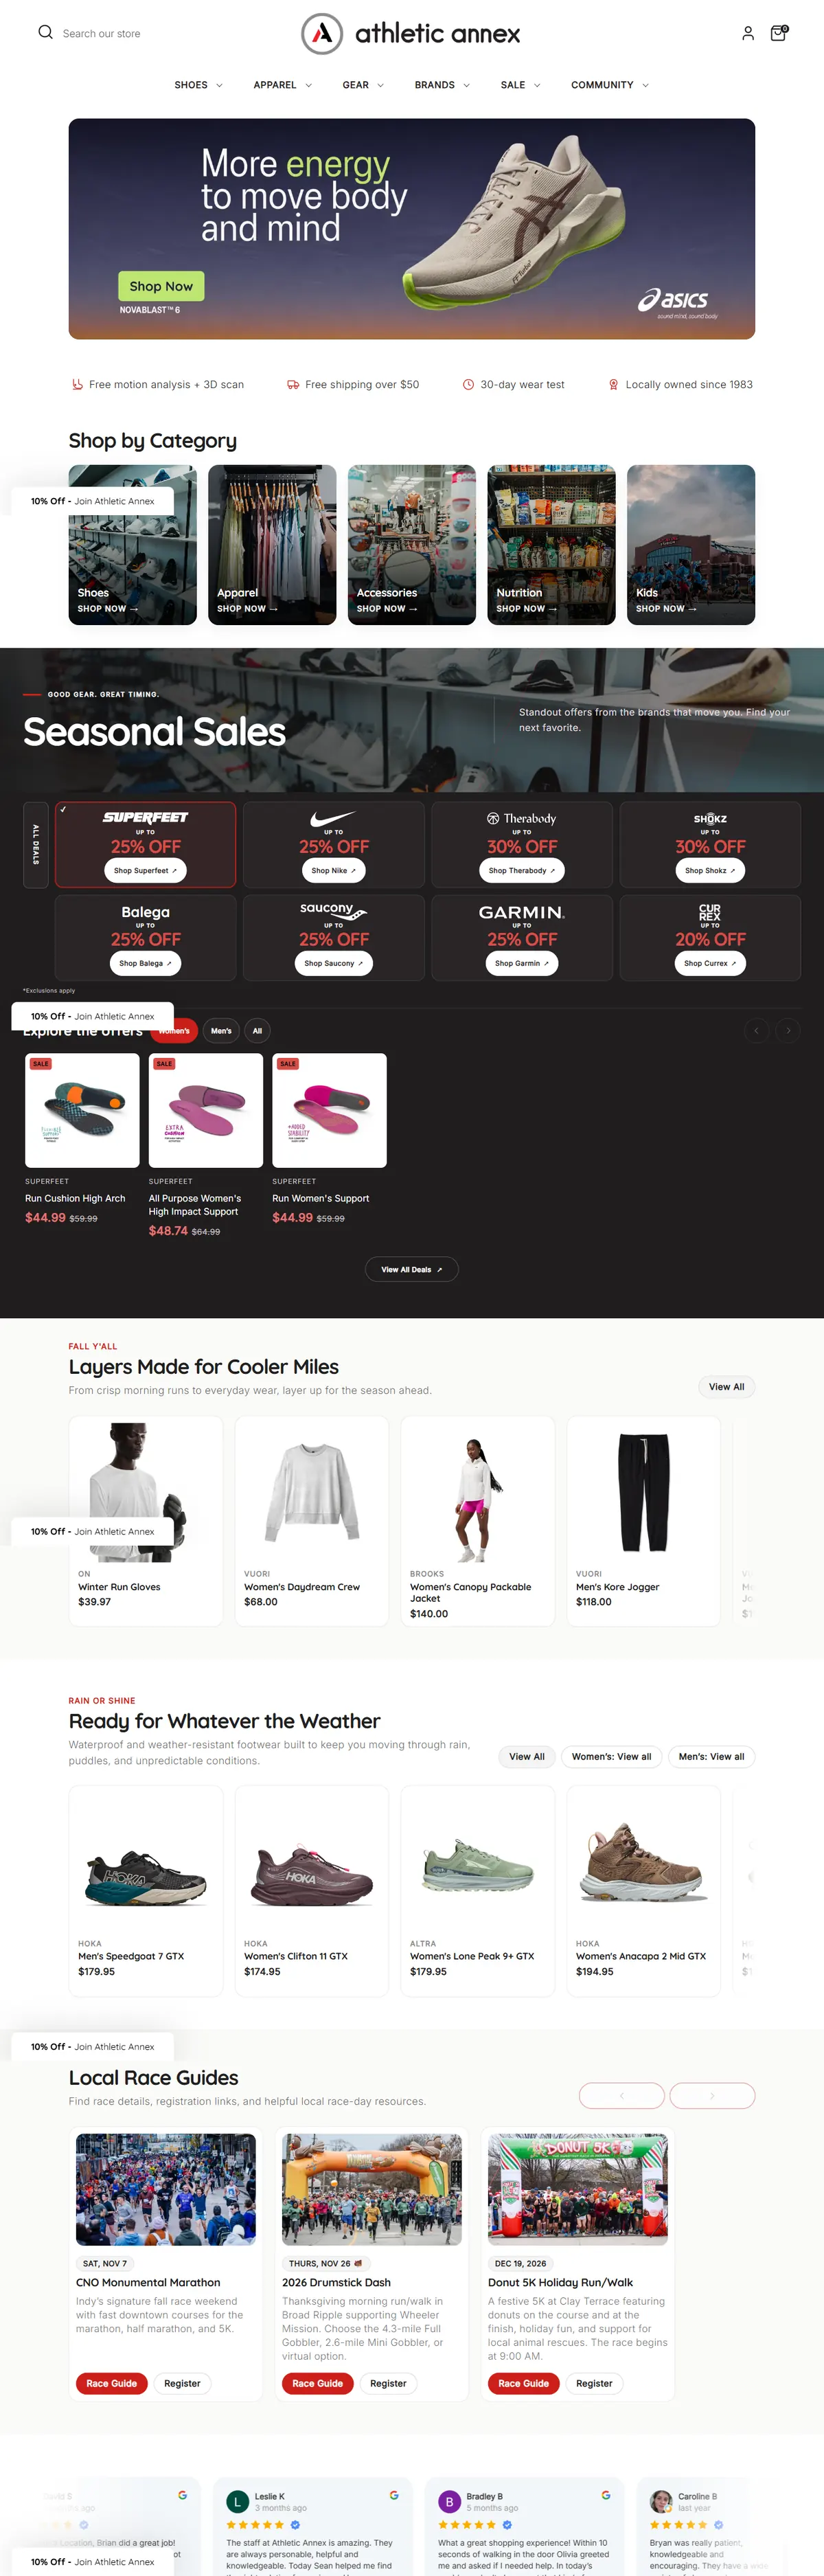 Search our store
athletic annex
0
SHOES
APPAREL
GEAR
BRANDS
SALE
COMMUNITY
More energy
to move body
and mind
Shop Now
NOVABLAST™ 6
FF Turbo
asics
sound mind, sound body
Free motion analysis + 3D scan
Free shipping over $50
30-day wear test
Locally owned since 1983
Shop by Category
10% Off - Join Athletic Annex
Shoes
SHOP NOW →
Apparel
SHOP NOW →
Accessories
SHOP NOW →
Nutrition
SHOP NOW →
Kids
SHOP NOW →
GOOD GEAR. GREAT TIMING.
Seasonal Sales
Standout offers from the brands that move you. Find your
next favorite.
ALL DEALS
✓
SUPERFEET
UP TO
25% OFF
Shop Superfeet ↗
UP TO
25% OFF
Shop Nike ↗
Therabody
UP TO
30% OFF
Shop Therabody ↗
SHOKZ
UP TO
30% OFF
Shop Shokz ↗
Balega
UP TO
25% OFF
Shop Balega ↗
saucony
UP TO
25% OFF
Shop Saucony ↗
GARMIN.
UP TO
25% OFF
Shop Garmin ↗
CUR
REX
UP TO
20% OFF
Shop Currex ↗
*Exclusions apply
10% Off - Join Athletic Annex
Explore the offers
Women's
Men's
All
SALE
SUPERFEET
Run Cushion High Arch
$44.99 $59.99
SALE
EXTRA
CUSHION
SUPERFEET
All Purpose Women's
High Impact Support
$48.74 $64.99
SALE
+ADDED
STABILITY
SUPERFEET
Run Women's Support
$44.99 $59.99
View All Deals ↗
FALL Y'ALL
Layers Made for Cooler Miles
From crisp morning runs to everyday wear, layer up for the season ahead.
View All
10% Off - Join Athletic Annex
ON
Winter Run Gloves
$39.97
VUORI
Women's Daydream Crew
$68.00
BROOKS
Women's Canopy Packable
Jacket
$140.00
VUORI
Men's Kore Jogger
$118.00
RAIN OR SHINE
Ready for Whatever the Weather
Waterproof and weather-resistant footwear built to keep you moving through rain,
puddles, and unpredictable conditions.
View All
Women's: View all
Men's: View all
HOKA
HOKA
Men's Speedgoat 7 GTX
$179.95
HOKA
HOKA
Women's Clifton 11 GTX
$174.95
ALTRA
Women's Lone Peak 9+ GTX
$179.95
HOKA
Women's Anacapa 2 Mid GTX
$194.95
10% Off - Join Athletic Annex
Local Race Guides
Find race details, registration links, and helpful local race-day resources.
SAT, NOV 7
CNO Monumental Marathon
Indy's signature fall race weekend
with fast downtown courses for the
marathon, half marathon, and 5K.
Race Guide
Register
THURS, NOV 26
2026 Drumstick Dash
Thanksgiving morning run/walk in
Broad Ripple supporting Wheeler
Mission. Choose the 4.3-mile Full
Gobbler, 2.6-mile Mini Gobbler, or
virtual option.
Race Guide
Register
DONUT 5K
DEC 19, 2026
Donut 5K Holiday Run/Walk
A festive 5K at Clay Terrace featuring
donuts on the course and at the
finish, holiday fun, and support for
local animal rescues. The race begins
at 9:00 AM.
Race Guide
Register
David S
ago
Location, Brian did a great job!
10% Off - Join Athletic Annex
L
Leslie K
3 months ago
The staff at Athletic Annex is amazing. They
are always personable, helpful and
knowledgeable. Today Sean helped me find
B
Bradley B
5 months ago
What a great shopping experience! Within 10
seconds of walking in the door Olivia greeted
me and asked if I needed help. In today's
Caroline B
last year
Bryan was really patient,
knowledgeable and
encouraging. They have a wide